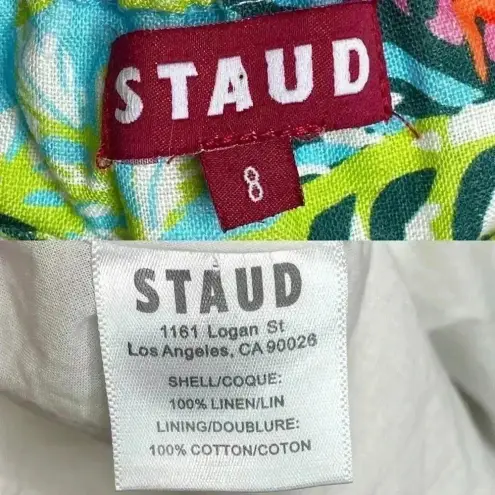 STAUD
8
STAUD
1161 Logan St
Los Angeles, CA 90026
SHELL/COQUE:
100% LINEN/LIN
LINING/DOUBLURE:
100% COTTON/COTON